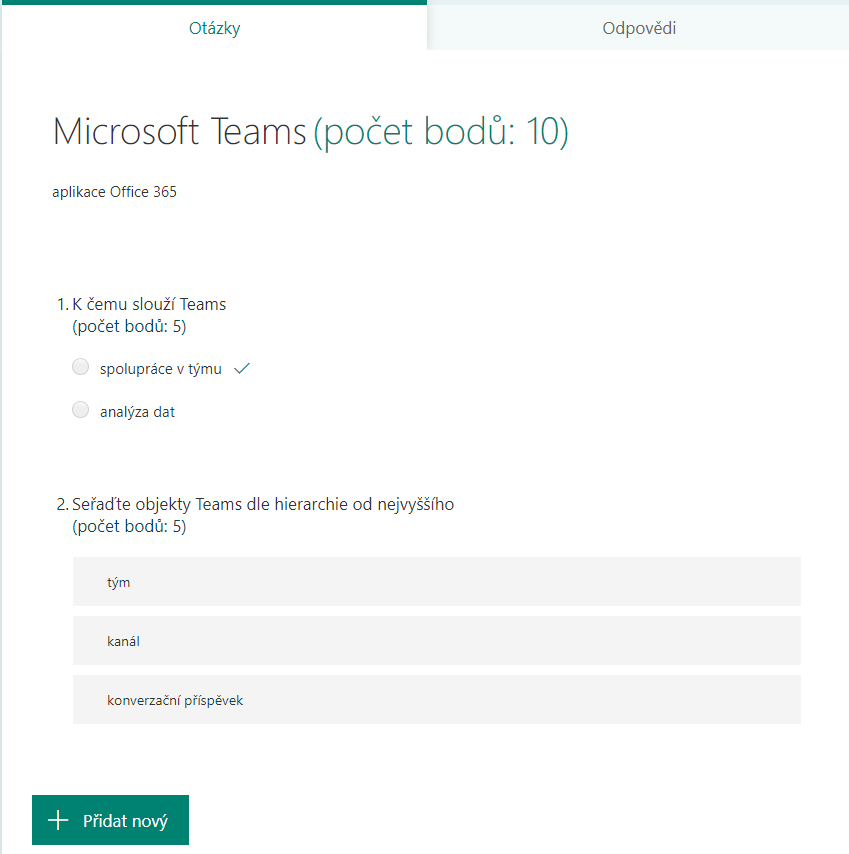 Otázky Odpovědi
Microsoft Teams (počet bodů: 10)
aplikace Office 365
1. K čemu slouží Teams
(počet bodů: 5)
spolupráce v týmu
analýza dat
2. Seřaďte objekty Teams dle hierarchie od nejvyššího
(počet bodů: 5)
tým
kanál
konverzační příspěvek
Přidat nový